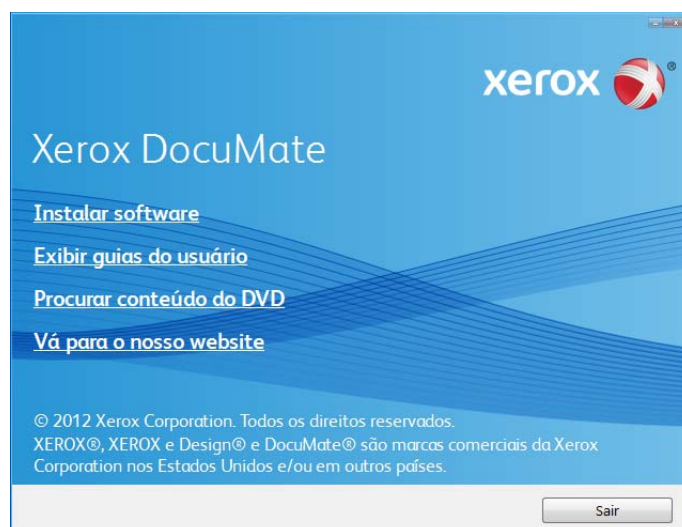 xerox ®
Xerox DocuMate
Instalar software
Exibir guias do usuário
Procurar conteúdo do DVD
Vá para o nosso website
© 2012 Xerox Corporation. Todos os direitos reservados.
XEROX®, XEROX e Design® e DocuMate® são marcas comerciais da Xerox
Corporation nos Estados Unidos e/ou em outros países.
Sair